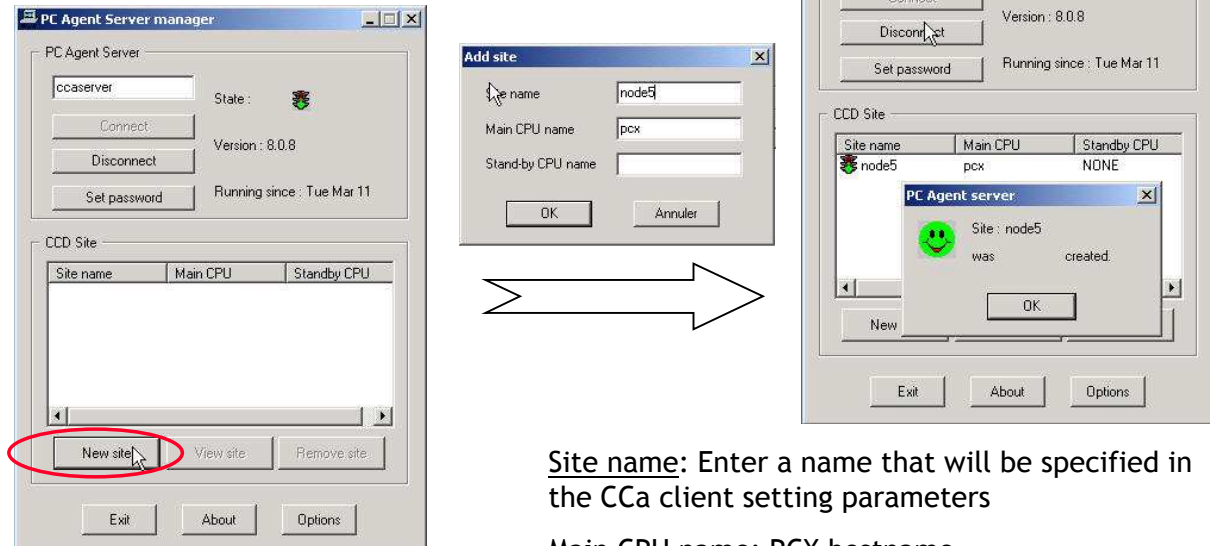 PC Agent Server manager
PC Agent Server
ccaserver
State :
Connect
Version : 8.0.8
Disconnect
Set password
Running since : Tue Mar 11
CCD Site
Site name Main CPU Standby CPU
New site View site Remove site
Exit About Options
Add site
name node5
Main CPU name pcx
Stand-by CPU name
OK Annuler
Connect
Version : 8.0.8
Disconnect
Set password
Running since : Tue Mar 11
CCD Site
Site name Main CPU Standby CPU
node5 pcx NONE
PC Agent server
Site : node5
was created.
OK
New
Exit About Options
Site name: Enter a name that will be specified in
the CCa client setting parameters
Main CPU name: PCX hostname